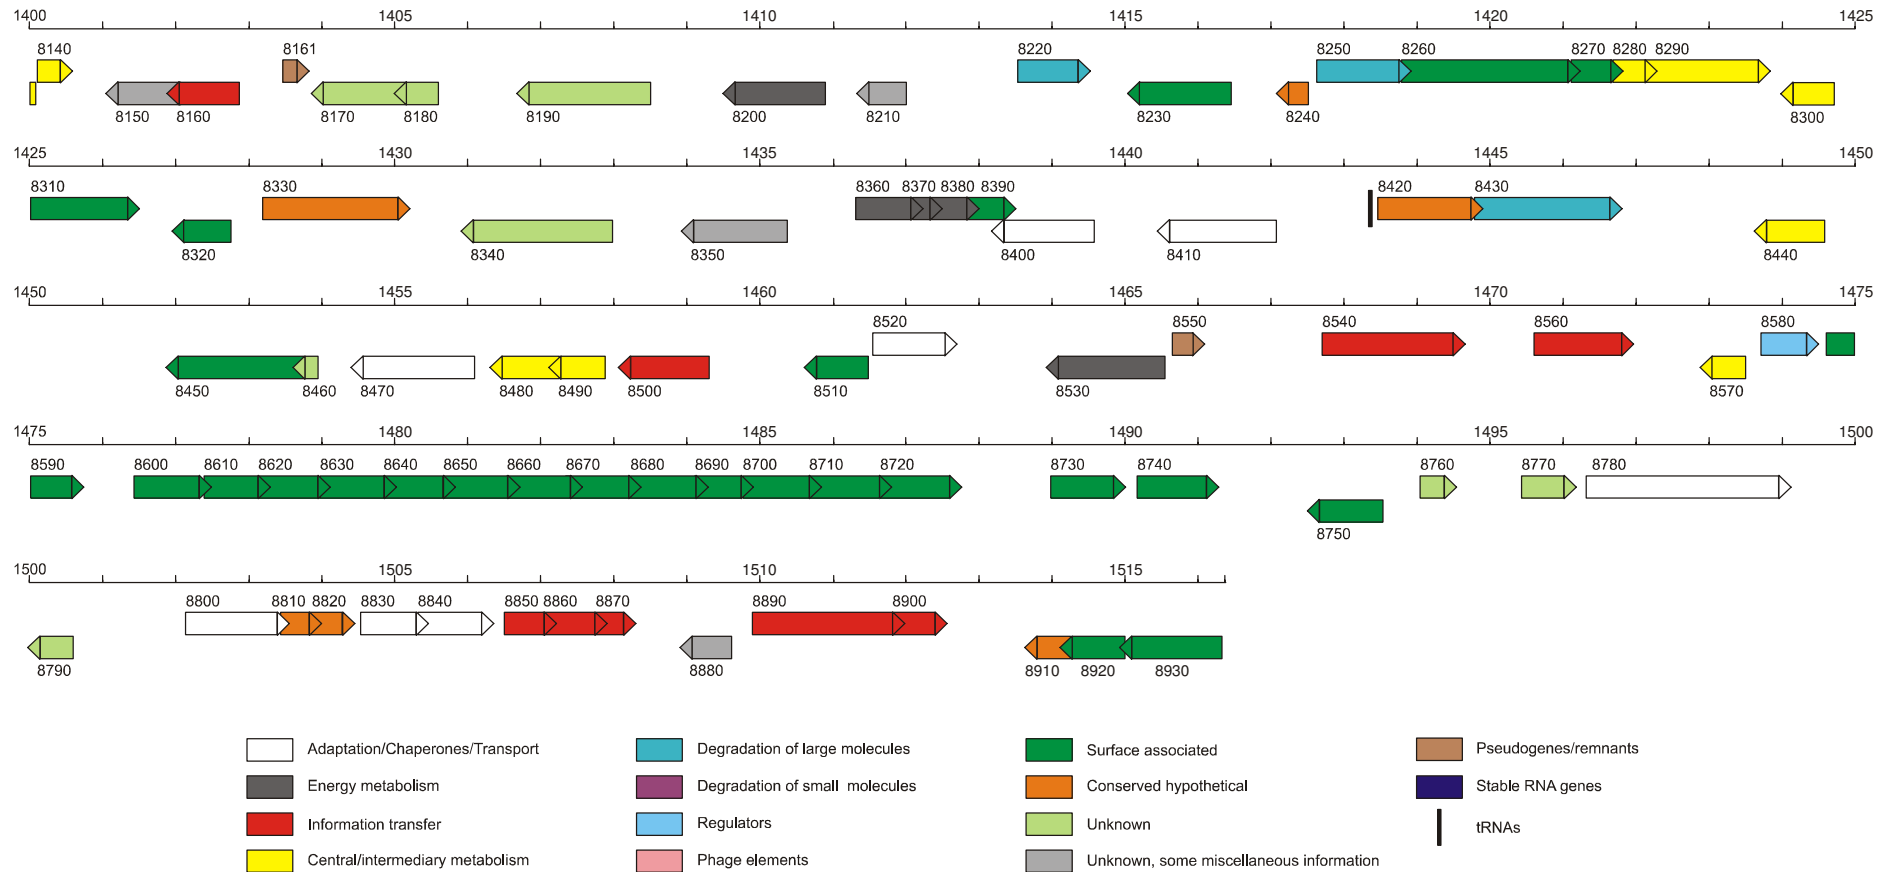 1400 1405 1410 1415 1420 1425
8140 8161 8220 8250 8260 8270 8280 8290
8150 8160 8170 8180 8190 8200 8210 8230 8240 8300
1425 1430 1435 1440 1445 1450
8310 8330 8360 8370 8380 8390 8420 8430
8320 8340 8350 8400 8410 8440
1450 1455 1460 1465 1470 1475
8520 8550 8540 8560 8580
8450 8460 8470 8480 8490 8500 8510 8530 8570
1475 1480 1485 1490 1495 1500
8590 8600 8610 8620 8630 8640 8650 8660 8670 8680 8690 8700 8710 8720 8730 8740 8760 8770 8780
8750
1500 1505 1510 1515
8800 8810 8820 8830 8840 8850 8860 8870 8890 8900
8790 8880 8910 8920 8930
Adaptation/Chaperones/Transport Degradation of large molecules Surface associated Pseudogenes/remnants
Energy metabolism Degradation of small molecules Conserved hypothetical Stable RNA genes
Information transfer Regulators Unknown tRNAs
Central/intermediary metabolism Phage elements Unknown, some miscellaneous information